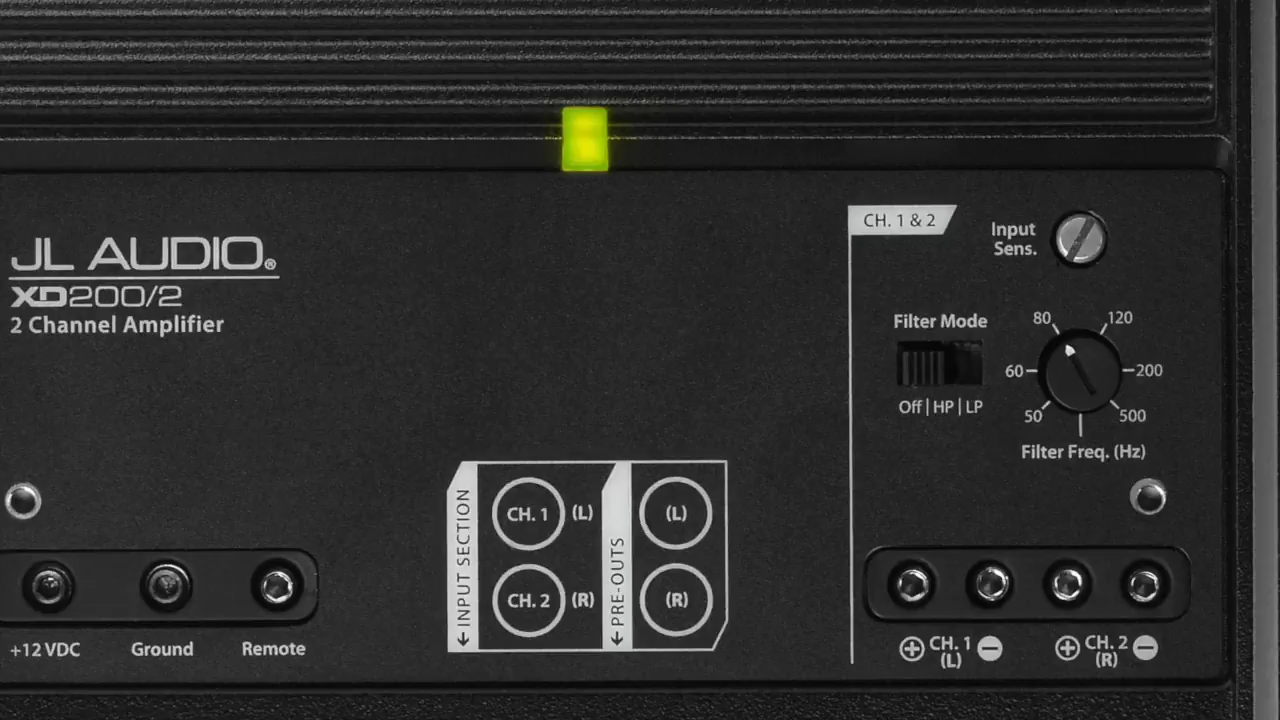 JL AUDIO®
XD200/2
2 Channel Amplifier
+12 VDC
Ground
Remote
INPUT SECTION
CH. 1
(L)
CH. 2
(R)
PRE-OUTS
(L)
(R)
CH. 1 & 2
Input
Sens.
Filter Mode
Off | HP | LP
80
120
60
200
50
500
Filter Freq. (Hz)
CH. 1
(L)
CH. 2
(R)